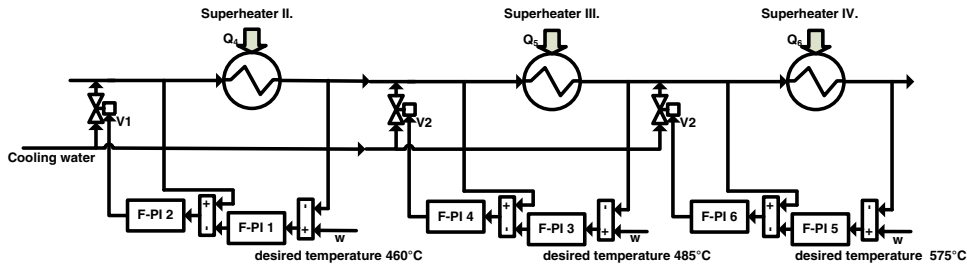 Superheater II.
Superheater III.
Superheater IV.
Q4
Q5
Q6
V1
V2
V2
Cooling water
F-PI 2
+
-
F-PI 1
-
+
w
F-PI 4
+
-
F-PI 3
-
+
w
F-PI 6
+
-
F-PI 5
-
+
w
desired temperature 460°C
desired temperature 485°C
desired temperature 575°C